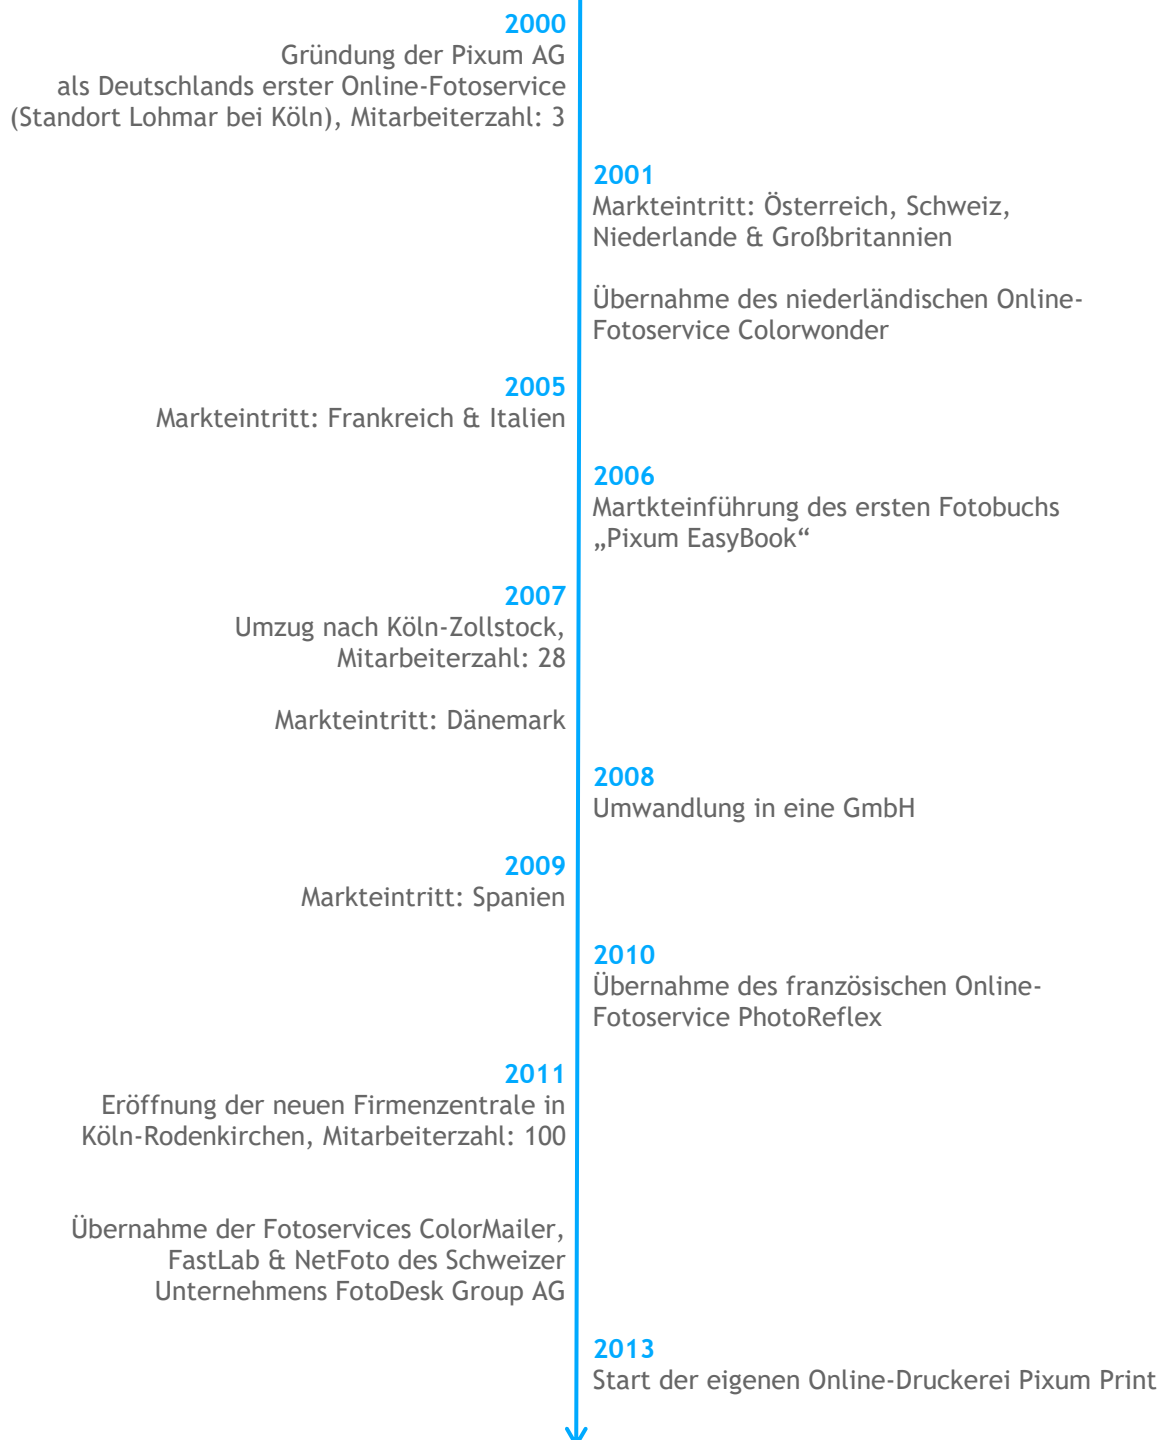 2000
Gründung der Pixum AG
als Deutschlands erster Online-Fotoservice
(Standort Lohmar bei Köln), Mitarbeiterzahl: 3
2001
Markteintritt: Österreich, Schweiz,
Niederlande & Großbritannien
Übernahme des niederländischen Online-
Fotoservice Colorwonder
2005
Markteintritt: Frankreich & Italien
2006
Martkteinführung des ersten Fotobuchs
„Pixum EasyBook“
2007
Umzug nach Köln-Zollstock,
Mitarbeiterzahl: 28
Markteintritt: Dänemark
2008
Umwandlung in eine GmbH
2009
Markteintritt: Spanien
2010
Übernahme des französischen Online-
Fotoservice PhotoReflex
2011
Eröffnung der neuen Firmenzentrale in
Köln-Rodenkirchen, Mitarbeiterzahl: 100
Übernahme der Fotoservices ColorMailer,
FastLab & NetFoto des Schweizer
Unternehmens FotoDesk Group AG
2013
Start der eigenen Online-Druckerei Pixum Print